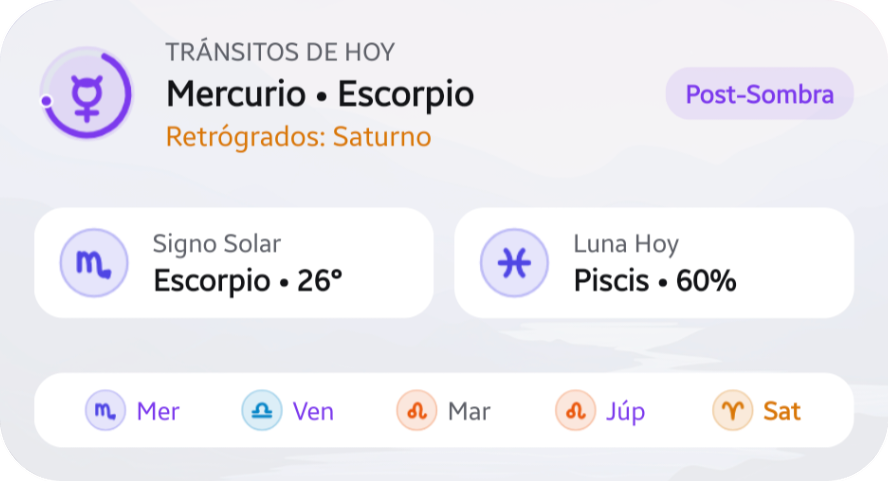 TRÁNSITOS DE HOY
Mercurio • Escorpio
Post-Sombra
Retrógrados: Saturno
Signo Solar
Escorpio • 26°
Luna Hoy
Piscis • 60%
Mer
Ven
Mar
Júp
Sat